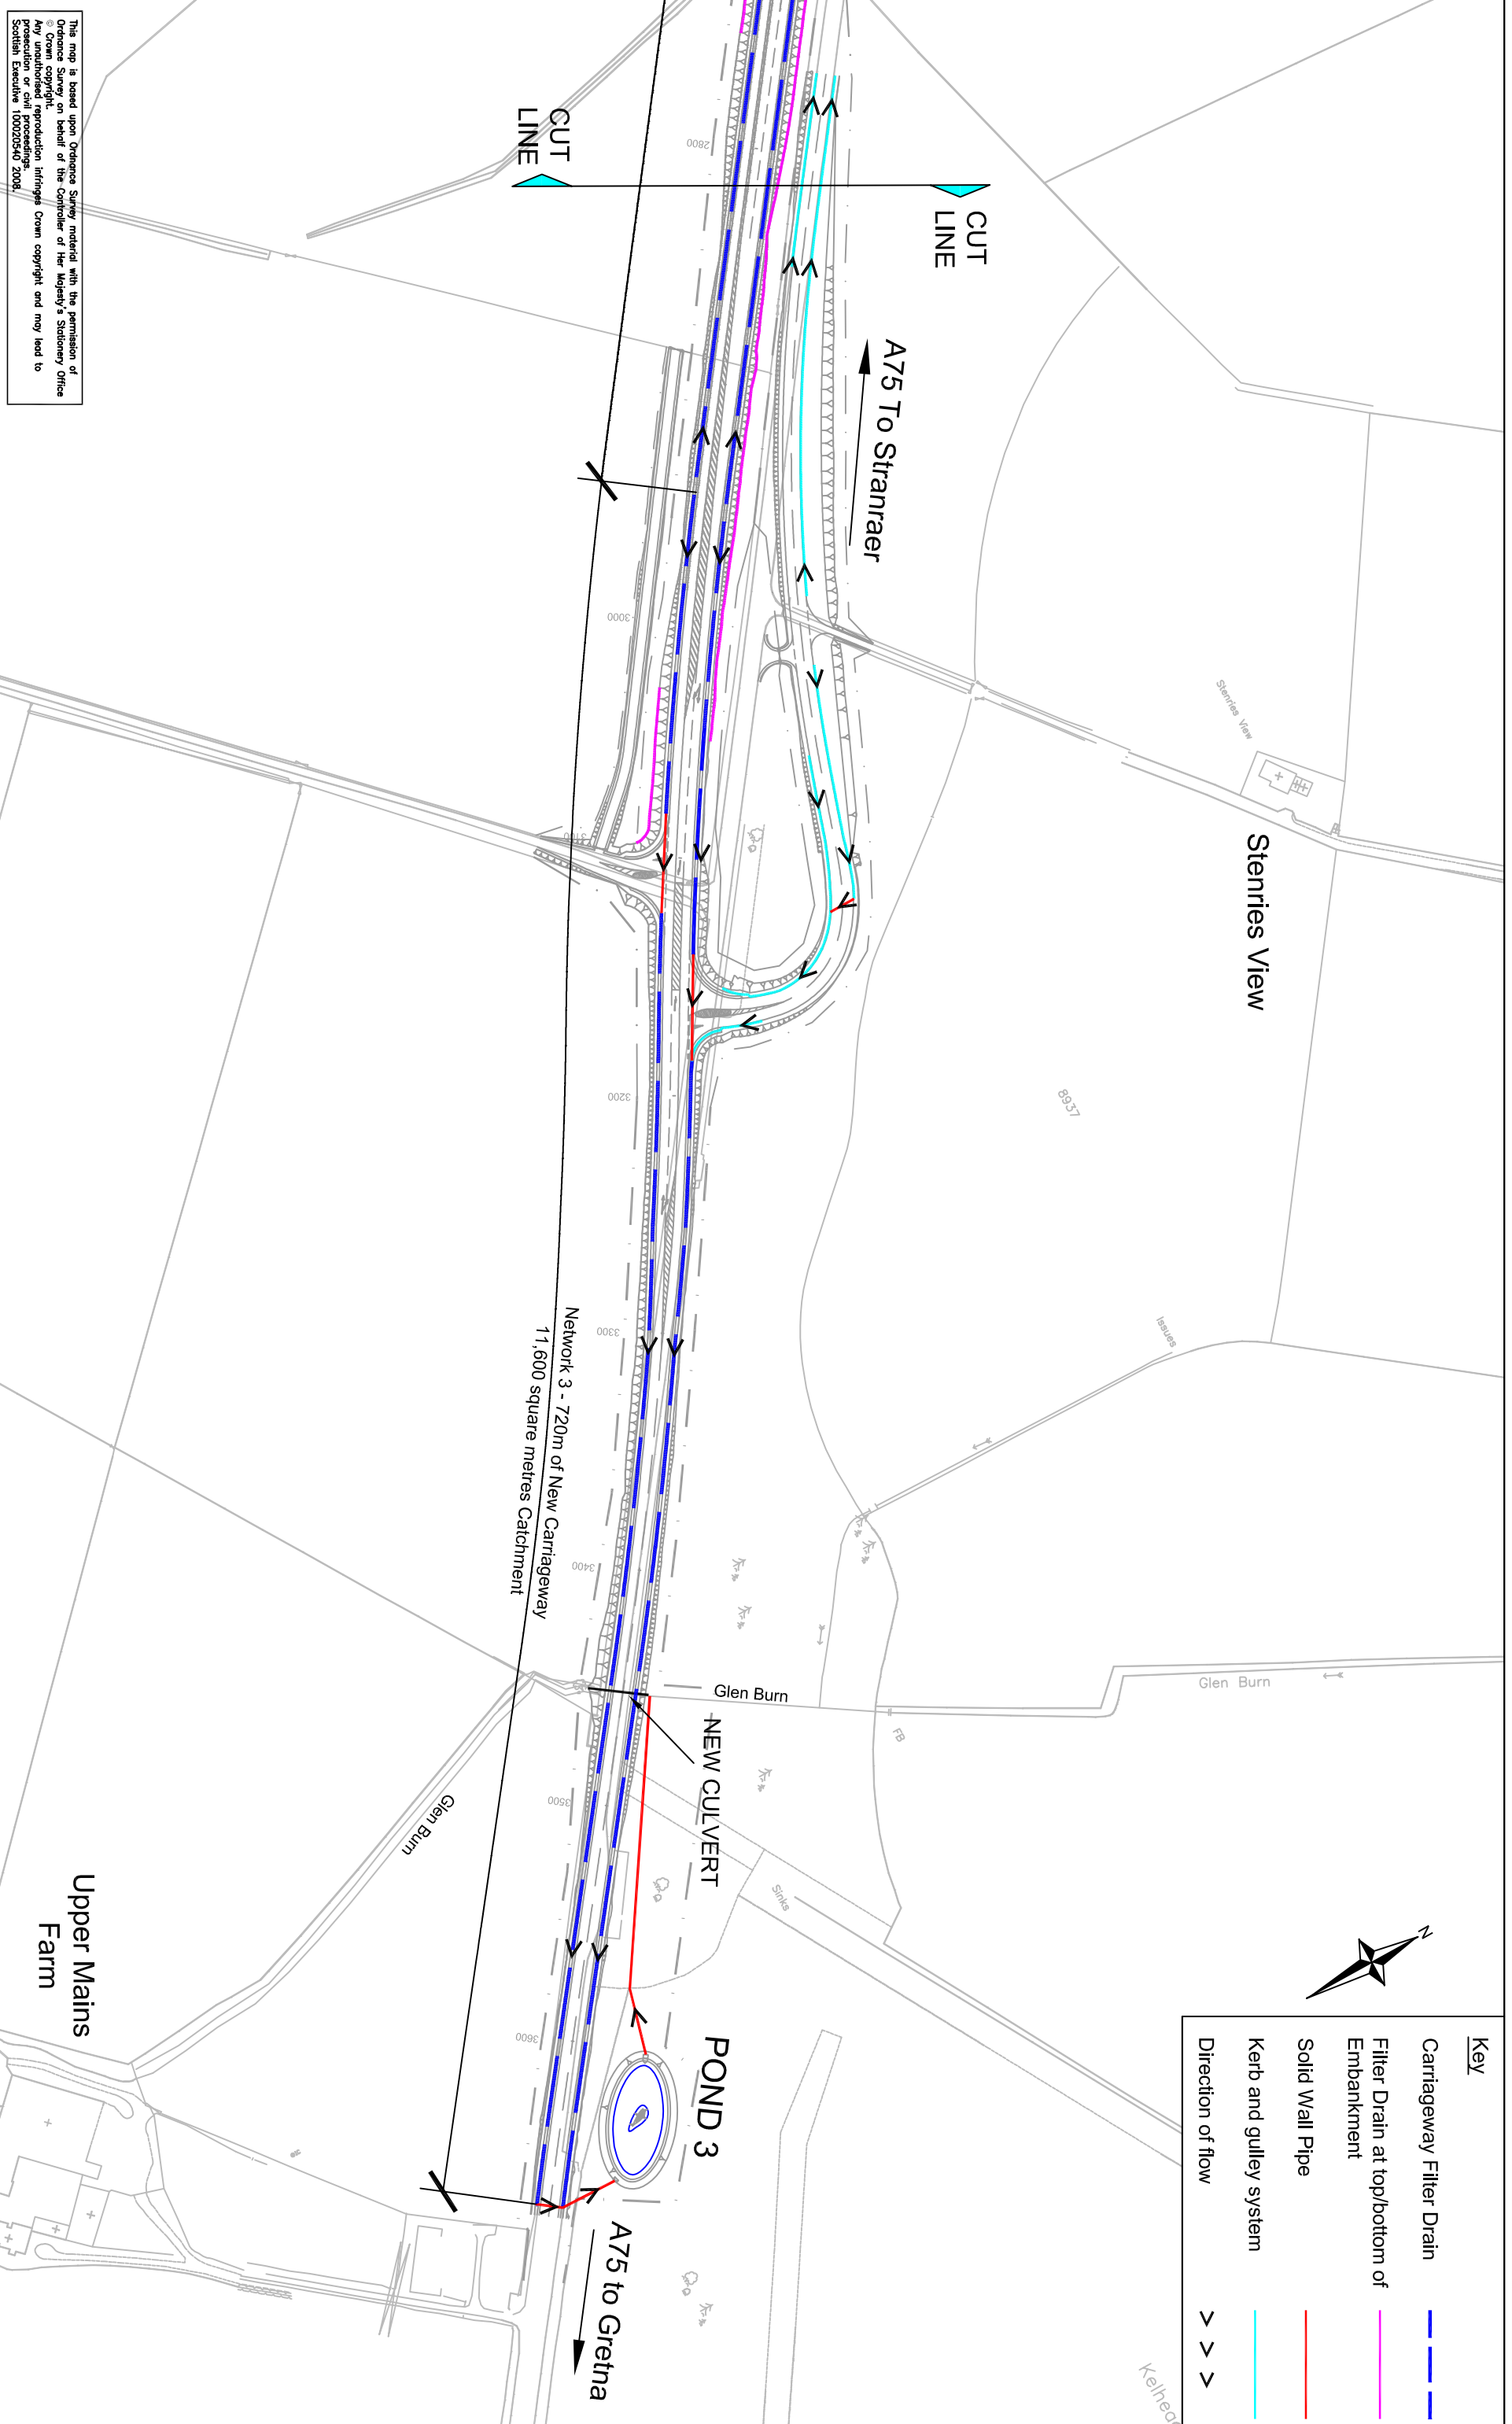 This map is based upon Ordnance Survey material with the permission of
Ordnance Survey on behalf of the Controller of Her Majesty's Stationery Office
© Crown copyright.
Any unauthorised reproduction infringes Crown copyright and may lead to
prosecution or civil proceedings.
Scottish Executive 100020540 2008.
CUT
LINE
CUT
LINE
2800
A75 To Stranraer
3000
Stenries View
Stenries View
3100
3200
8937
Issues
3300
Network 3 - 720m of New Carriageway
11,600 square metres Catchment
3400
Glen Burn
Glen Burn
FB
NEW CULVERT
3500
Glen Burn
Sinks
Upper Mains
Farm
3600
POND 3
A75 to Gretna
N
Key
Carriageway Filter Drain
Filter Drain at top/bottom of
Embankment
Solid Wall Pipe
Kerb and gulley system
Direction of flow